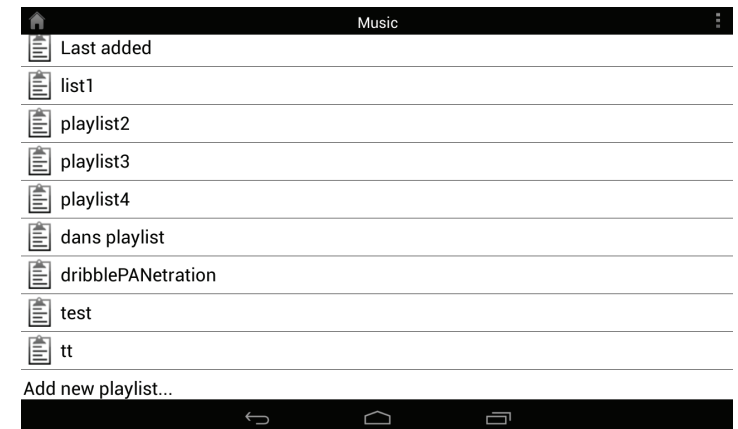 Music
Last added
list1
playlist2
playlist3
playlist4
dans playlist
dribblePANetration
test
tt
Add new playlist...